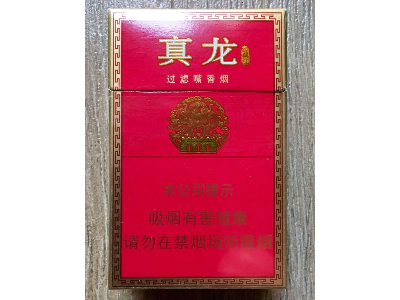 真龙
过滤嘴香烟
本公司提示
吸烟有害健康
请勿在禁烟场所吸烟